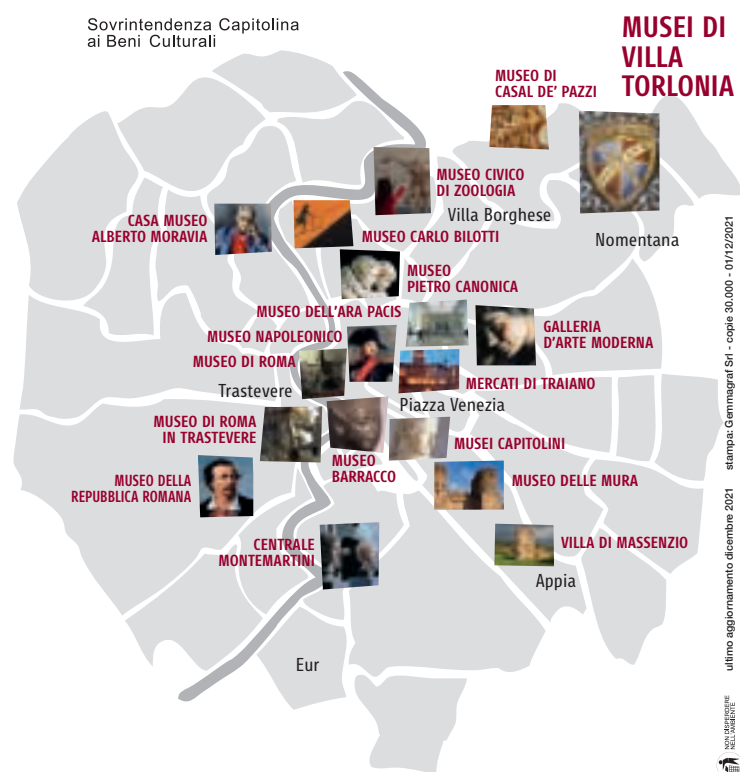 Sovrintendenza Capitolina
ai Beni Culturali
MUSEI DI
VILLA
TORLONIA
MUSEO DI
CASAL DE' PAZZI
MUSEO CIVICO
DI ZOOLOGIA
Villa Borghese
Nomentana
CASA MUSEO
ALBERTO MORAVIA
MUSEO CARLO BILOTTI
MUSEO
PIETRO CANONICA
MUSEO DELL'ARA PACIS
MUSEO NAPOLEONICO
GALLERIA
D'ARTE MODERNA
MUSEO DI ROMA
MERCATI DI TRAIANO
Trastevere
Piazza Venezia
MUSEO DI ROMA
IN TRASTEVERE
MUSEI CAPITOLINI
MUSEO
BARRACCO
MUSEO DELLA
REPUBBLICA ROMANA
MUSEO DELLE MURA
CENTRALE
MONTEMARTINI
VILLA DI MASSENZIO
Appia
Eur
ultimo aggiornamento dicembre 2021 stampa: Gemmagraf Srl - copie 30.000 - 01/12/2021
NON DISPERDERE
NELL'AMBIENTE